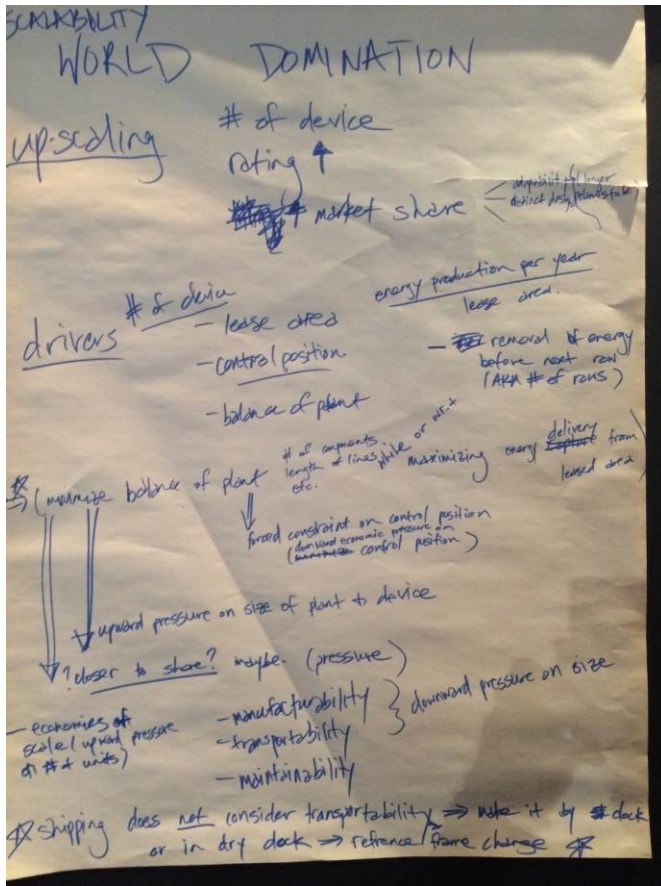 SCALABILITY
WORLD DOMINATION
up-scaling
# of device
rating ↑
↑ market share
drivers
# of device
- lease area
- control position.
- balance of plant
energy production per year
lease area.
- removal of energy
before next row
(AKA # of rows)
(minimize balance of plant
# of components
length of lines
etc.
while or w.r.t
maximizing energy delivery from
leased area)
forced constraint on control position
(downward economic pressure on
control position)
upward pressure on size of plant to device
? closer to shore? maybe. (pressure)
- economies of
scale (upward pressure
on # of units)
- manufacturability
- transportability
- maintainability
} downward pressure on size
☆ shipping does not consider transportability ⇒ make it by dock
or in dry dock ⇒ refrence/frame change ☆